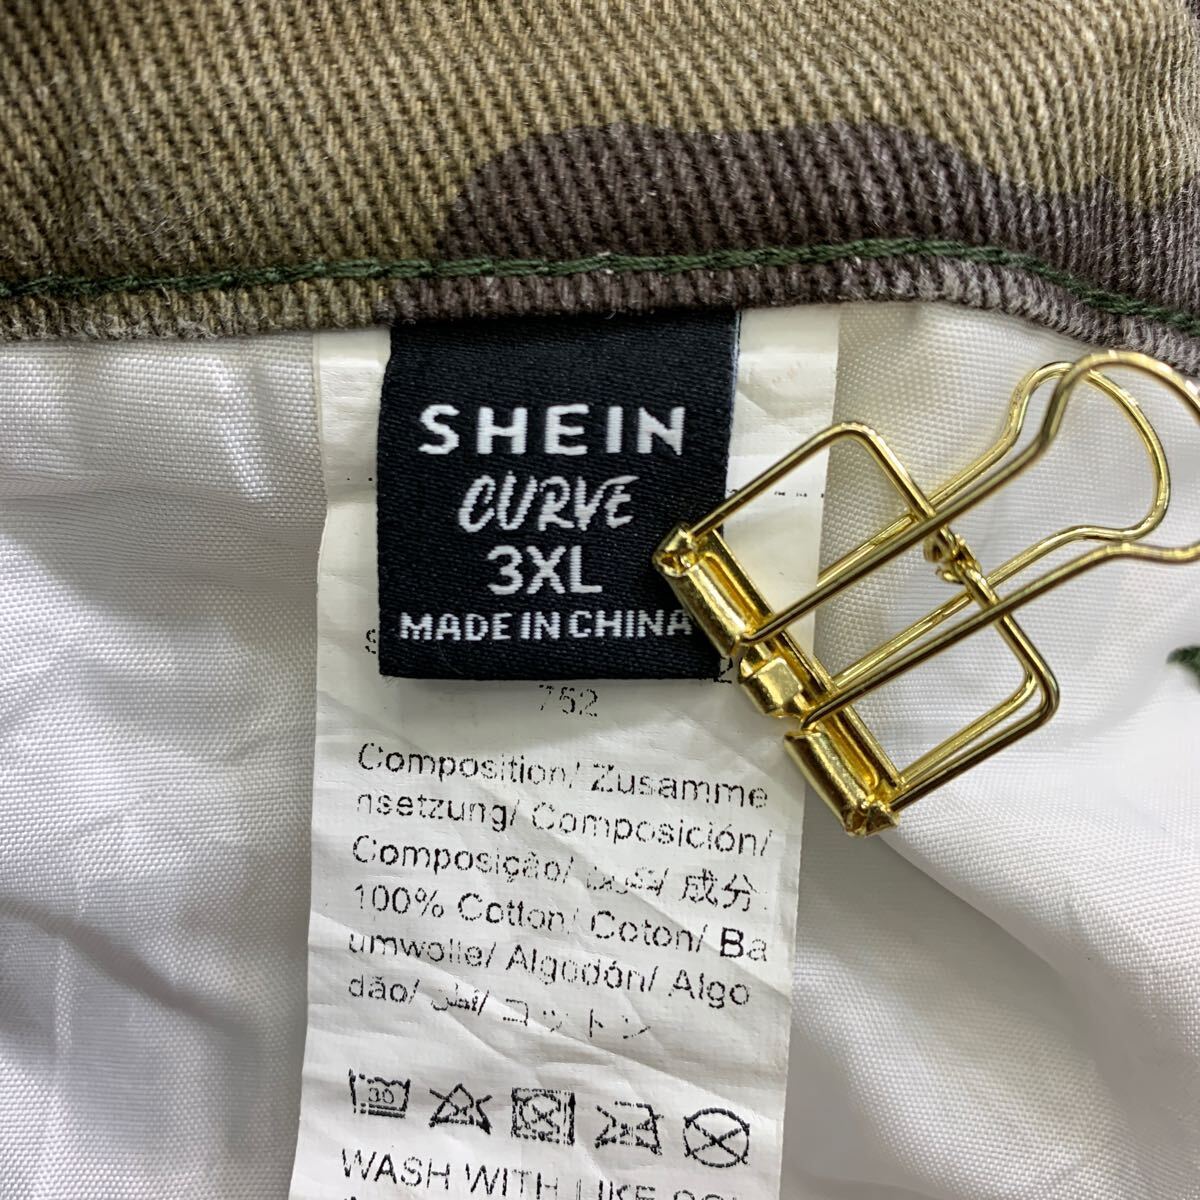 SHEIN
CURVE
3XL
MADE IN CHINA
752
Composition/ Zusamme
nsetzung/ Composición/
Composição/ 成分
100% Cotton/ Coton/ Ba
umwolle/ Algodón/ Algo
dão/ コットン
30
WASH WITH LIKE